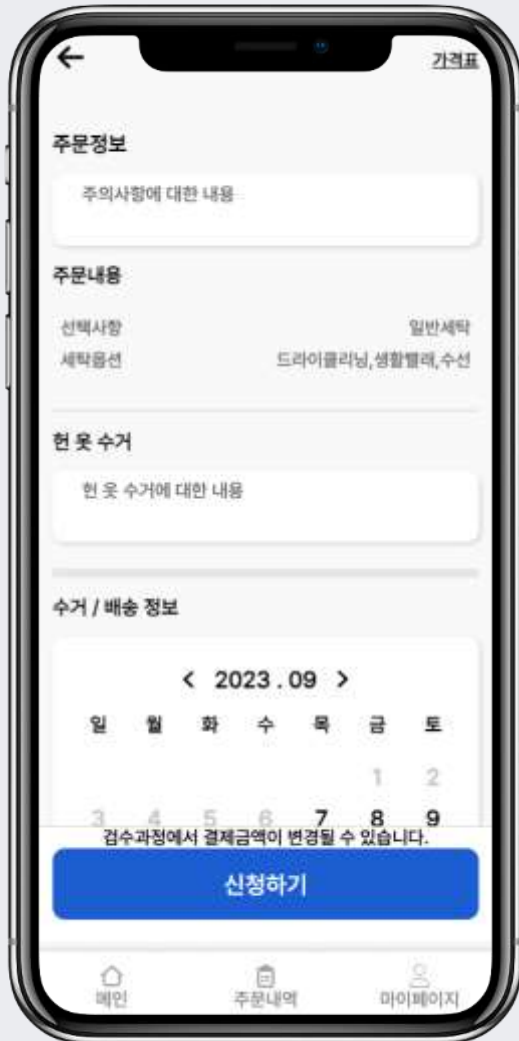 가격표
주문정보
주의사항에 대한 내용
주문내용
선택사항 일반세탁
세탁옵션 드라이클리닝,생활빨래,수선
헌 옷 수거
헌 옷 수거에 대한 내용
수거 / 배송 정보
< 2023 . 09 >
일 월 화 수 목 금 토
1 2
3 4 5 6 7 8 9
검수과정에서 결제금액이 변경될 수 있습니다.
신청하기
메인 주문내역 마이페이지